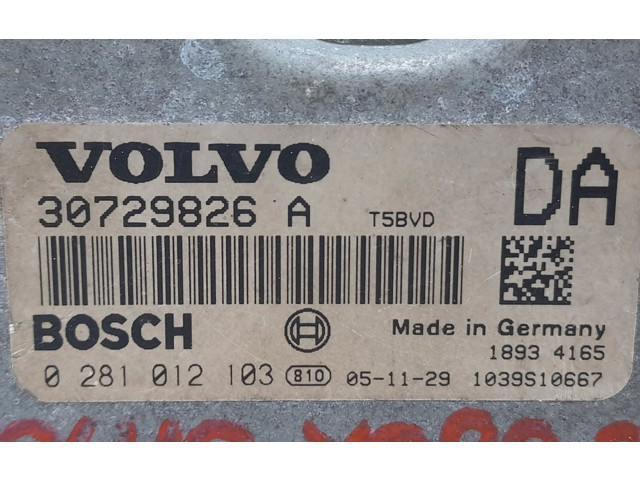 VOLVO
DA
30729826 A T5BVD
BOSCH
Made in Germany
1893 4165
0 281 012 103 810 05-11-29 1039S10667